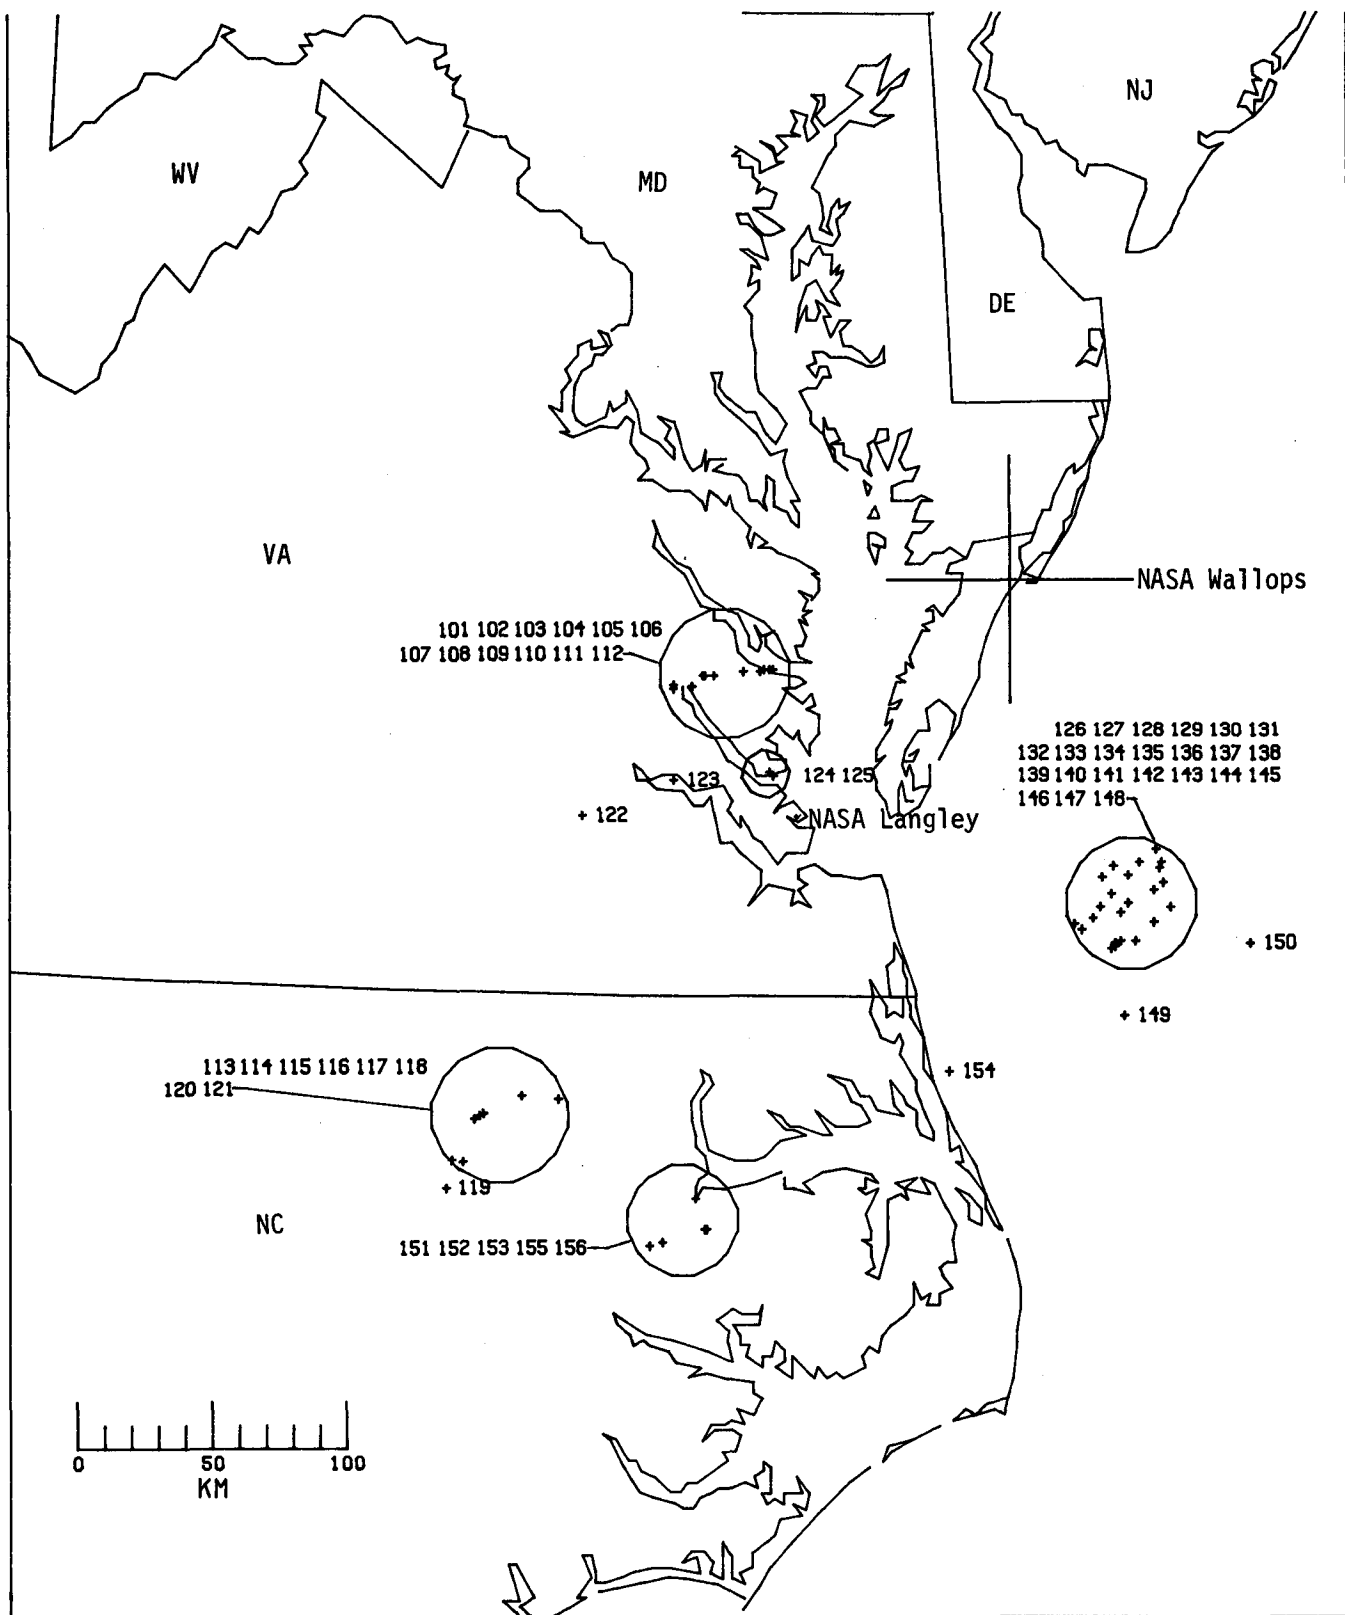 NJ
WV
MD
DE
VA
NASA Wallops
101 102 103 104 105 106
107 108 109 110 111 112
126 127 128 129 130 131
132 133 134 135 136 137 138
139 140 141 142 143 144 145
146 147 148
123
124 125
122
NASA Langley
150
149
113 114 115 116 117 118
120 121
154
119
NC
151 152 153 155 156
0 50 100
KM